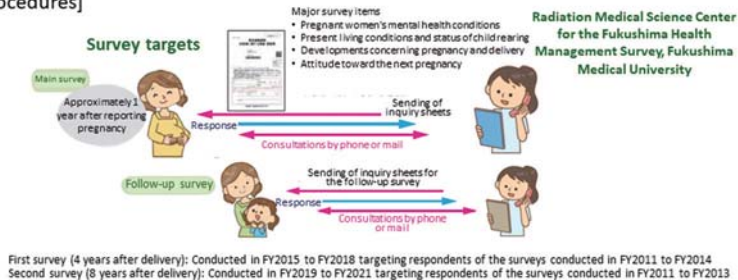 ocedures]
Major survey items
• Pregnant women's mental health conditions
• Present living conditions and status of child rearing
• Developments concerning pregnancy and delivery
• Attitude toward the next pregnancy
Radiation Medical Science Center
for the Fukushima Health
Management Survey, Fukushima
Medical University
Survey targets
Main survey
Approximately 1
year after reporting
pregnancy
Sending of
inquiry sheets
Response
Consultations by phone or mail
Follow-up survey
Sending of inquiry sheets for
the follow-up survey
Response
Consultations by phone
or mail
First survey (4 years after delivery): Conducted in FY2015 to FY2018 targeting respondents of the surveys conducted in FY2011 to FY2014
Second survey (8 years after delivery): Conducted in FY2019 to FY2021 targeting respondents of the surveys conducted in FY2011 to FY2013